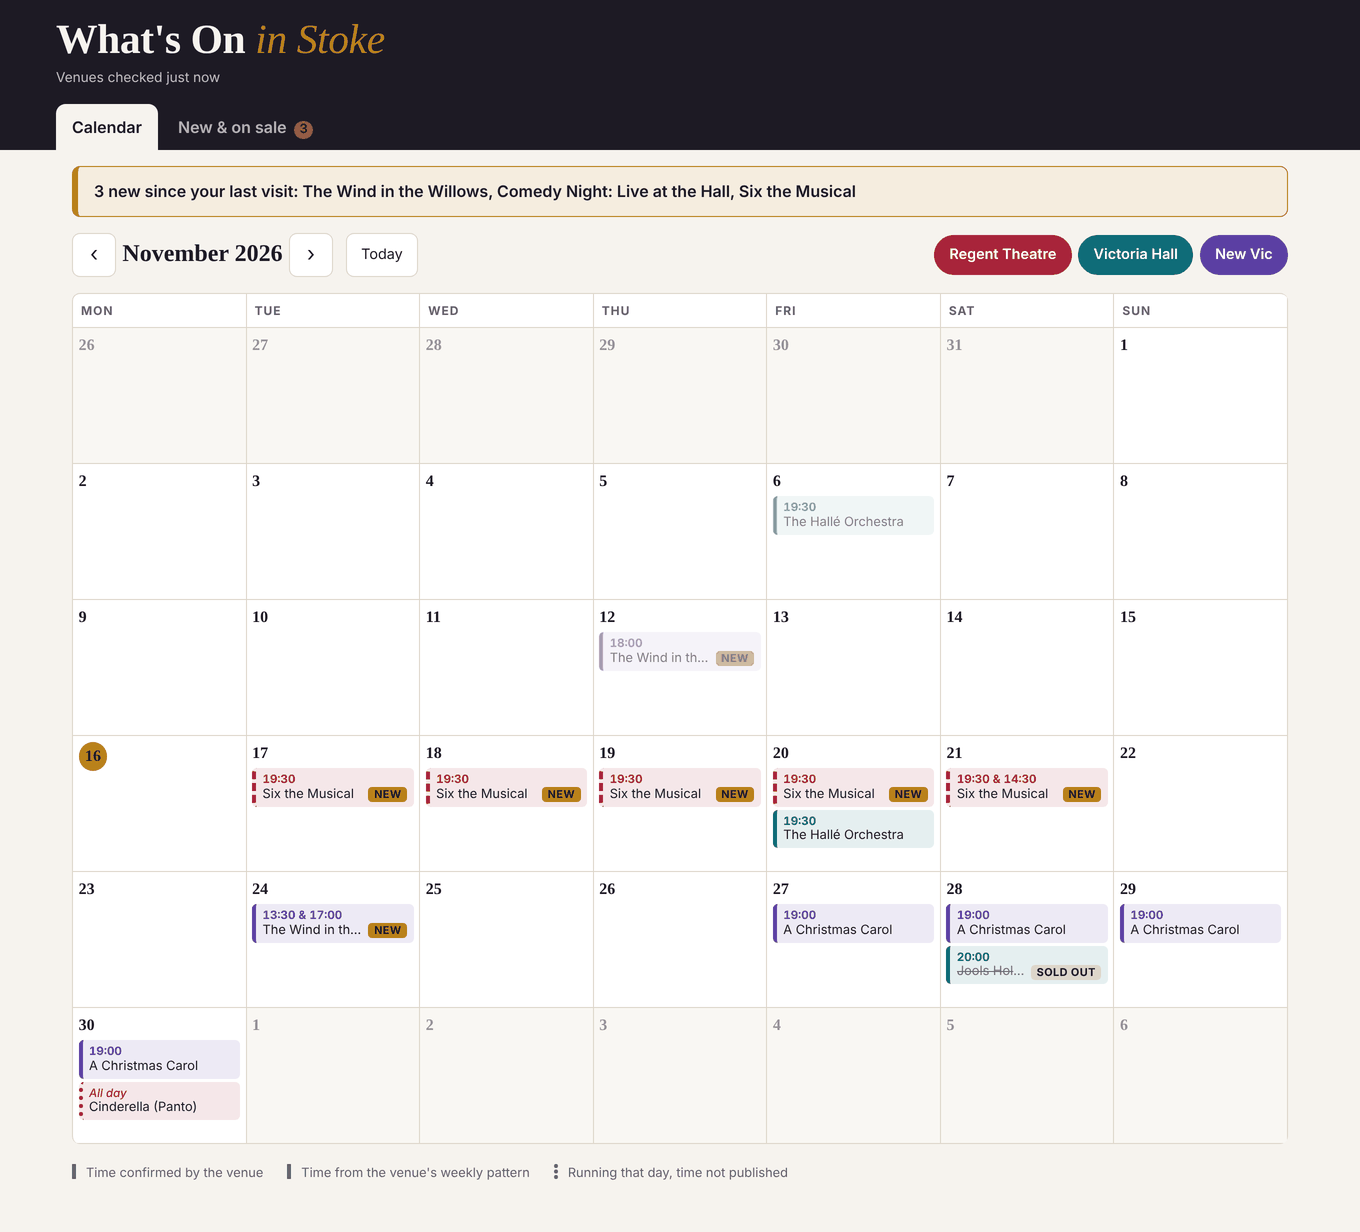 What's On in Stoke
Venues checked just now
Calendar
New & on sale 3
3 new since your last visit: The Wind in the Willows, Comedy Night: Live at the Hall, Six the Musical
‹ November 2026 › Today
Regent Theatre Victoria Hall New Vic
MON TUE WED THU FRI SAT SUN
26 27 28 29 30 31 1
2 3 4 5 6 7 8
19:30
The Hallé Orchestra
9 10 11 12 13 14 15
18:00
The Wind in th... NEW
16 17 18 19 20 21 22
19:30
Six the Musical NEW
19:30
Six the Musical NEW
19:30
Six the Musical NEW
19:30
Six the Musical NEW
19:30
The Hallé Orchestra
19:30 & 14:30
Six the Musical NEW
23 24 25 26 27 28 29
13:30 & 17:00
The Wind in th... NEW
19:00
A Christmas Carol
19:00
A Christmas Carol
20:00
Jools Hol... SOLD OUT
19:00
A Christmas Carol
30 1 2 3 4 5 6
19:00
A Christmas Carol
All day
Cinderella (Panto)
Time confirmed by the venue
Time from the venue's weekly pattern
Running that day, time not published